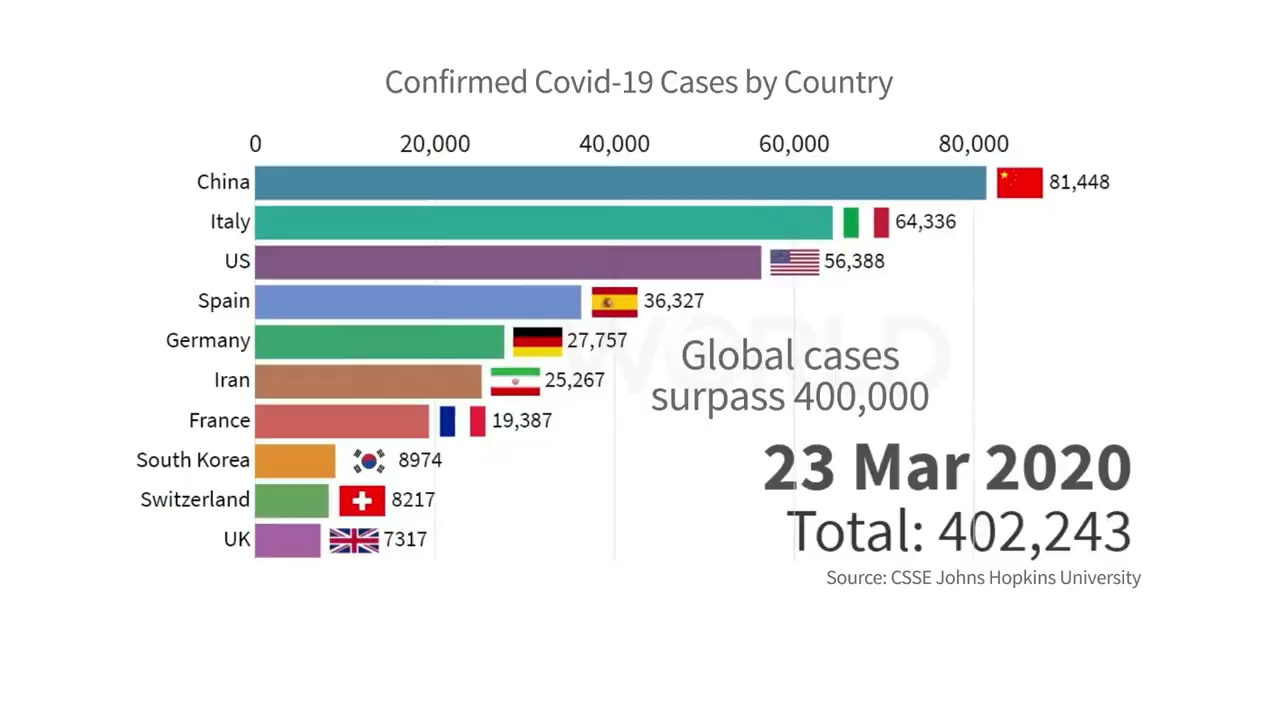 Confirmed Covid-19 Cases by Country
0 20,000 40,000 60,000 80,000
China 81,448
Italy 64,336
US 56,388
Spain 36,327
Germany 27,757
Iran 25,267
France 19,387
South Korea 8974
Switzerland 8217
UK 7317
WORLD
Global cases
surpass 400,000
23 Mar 2020
Total: 402,243
Source: CSSE Johns Hopkins University